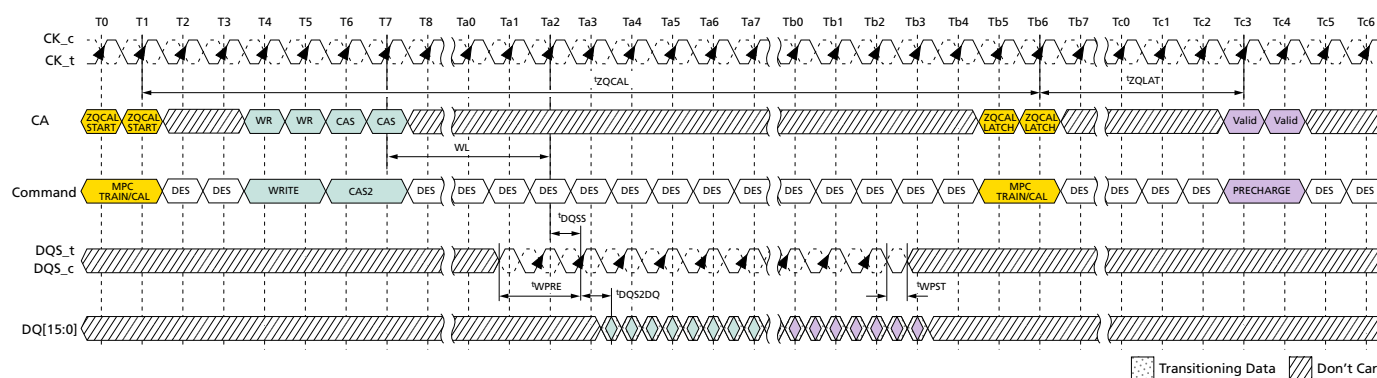 T0 T1 T2 T3 T4 T5 T6 T7 T8 Ta0 Ta1 Ta2 Ta3 Ta4 Ta5 Ta6 Ta7 Tb0 Tb1 Tb2 Tb3 Tb4 Tb5 Tb6 Tb7 Tc0 Tc1 Tc2 Tc3 Tc4 Tc5 Tc6
CK_c
CK_t
tZQCAL tZQLAT
CA ZQCAL START ZQCAL START WR WR CAS CAS ZQCAL LATCH ZQCAL LATCH Valid Valid
WL
Command MPC TRAIN/CAL DES DES WRITE CAS2 DES DES DES DES DES DES DES DES DES DES DES DES DES DES MPC TRAIN/CAL DES DES DES DES PRECHARGE DES DES
tDQSS
DQS_t
DQS_c
tWPRE tDQS2DQ tWPST
DQ[15:0]
Transitioning Data Don't Car